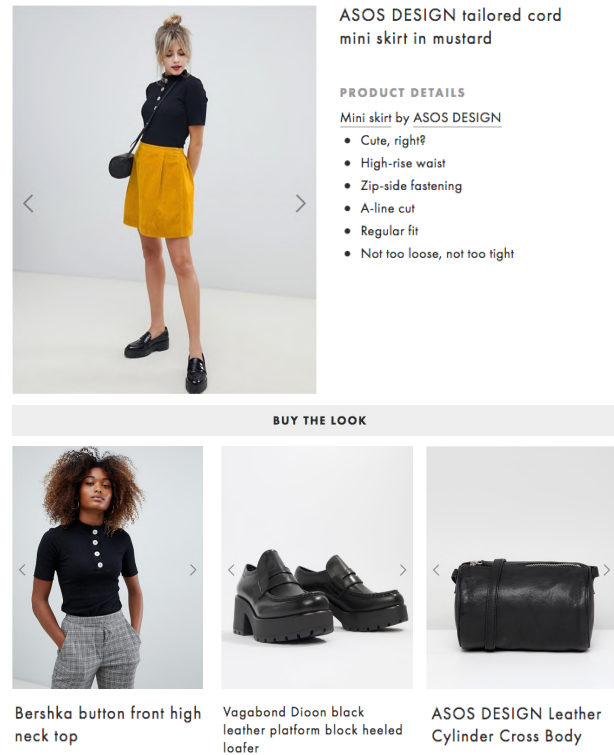 ASOS DESIGN tailored cord
mini skirt in mustard
PRODUCT DETAILS
Mini skirt by ASOS DESIGN
• Cute, right?
• High-rise waist
• Zip-side fastening
• A-line cut
• Regular fit
• Not too loose, not too tight
BUY THE LOOK
Bershka button front high
neck top
Vagabond Dioon black
leather platform block heeled
loafer
ASOS DESIGN Leather
Cylinder Cross Body